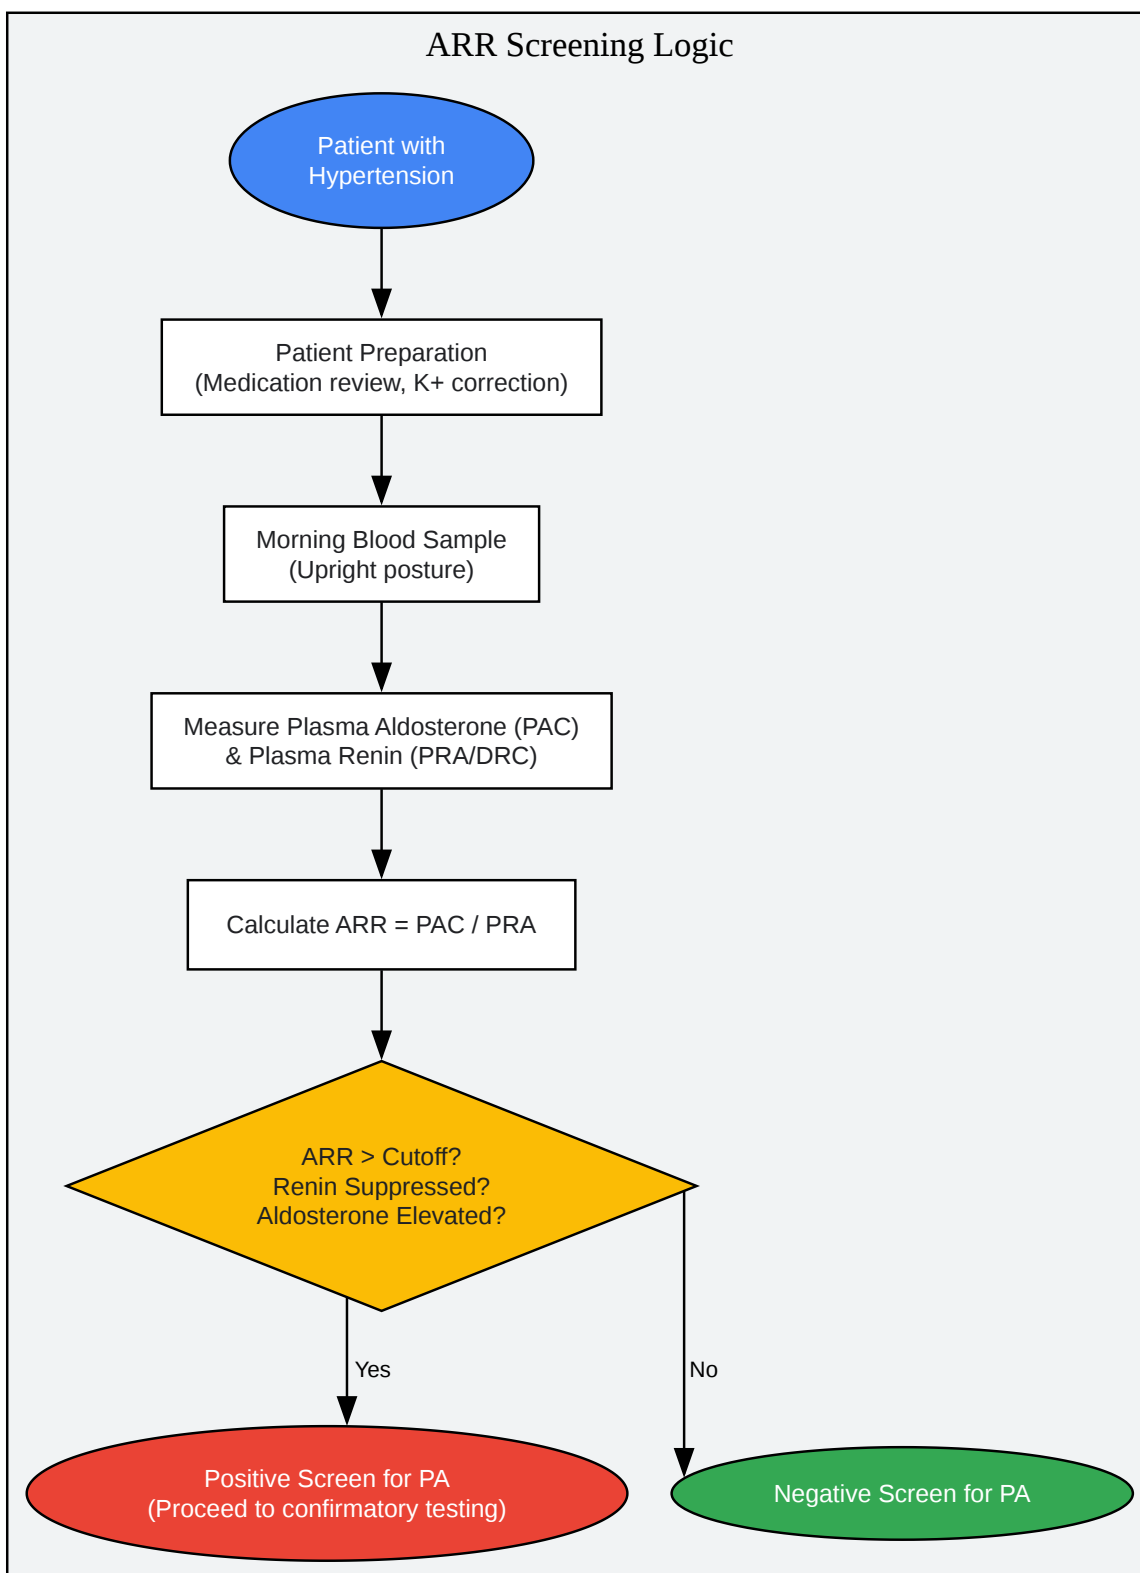 ARR Screening Logic
Patient with
Hypertension
Patient Preparation
(Medication review, K+ correction)
Morning Blood Sample
(Upright posture)
Measure Plasma Aldosterone (PAC)
& Plasma Renin (PRA/DRC)
Calculate ARR = PAC / PRA
ARR > Cutoff?
Renin Suppressed?
Aldosterone Elevated?
Yes
No
Positive Screen for PA
(Proceed to confirmatory testing)
Negative Screen for PA